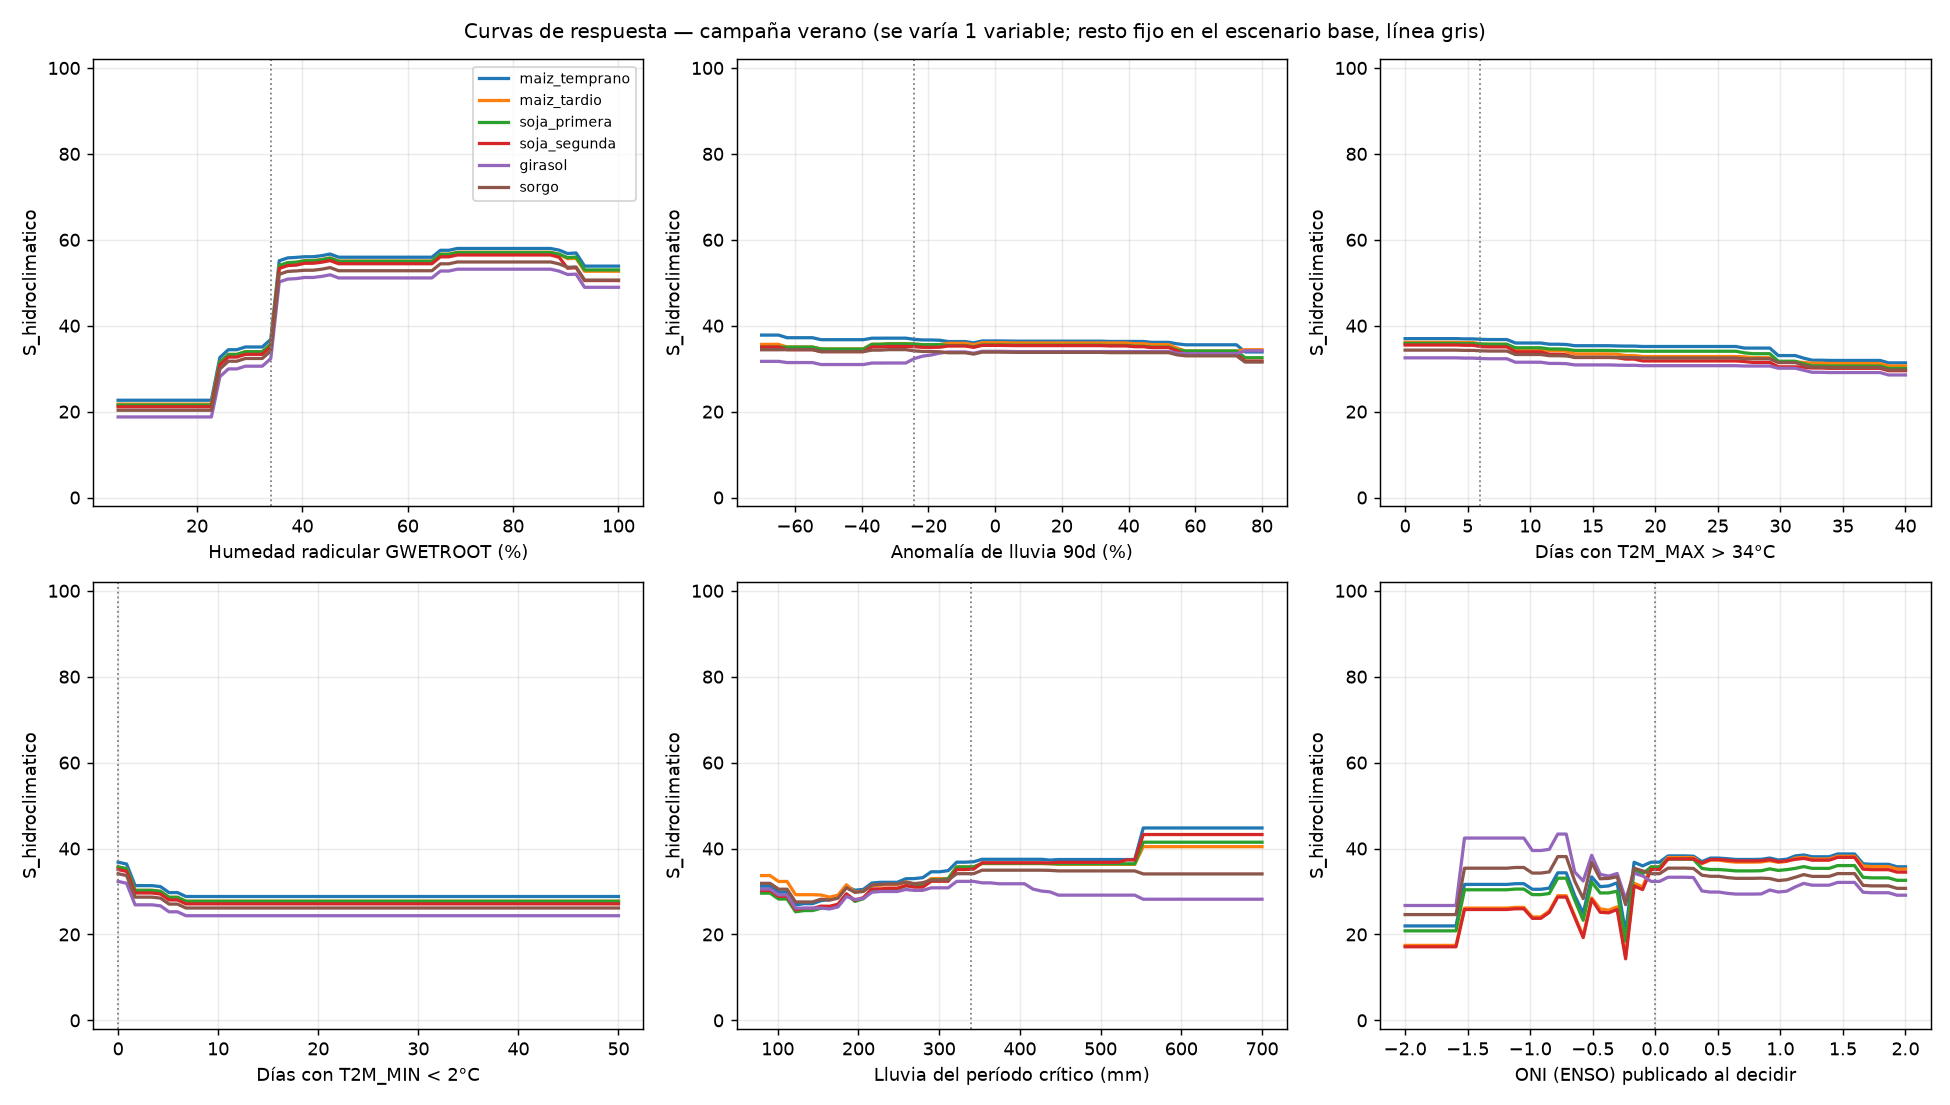 Curvas de respuesta — campaña verano (se varía 1 variable; resto fijo en el escenario base, línea gris)
100
80
60
40
20
0
S_hidroclimatico
20 40 60 80 100
Humedad radicular GWETROOT (%)
maiz_temprano
maiz_tardio
soja_primera
soja_segunda
girasol
sorgo
100
80
60
40
20
0
S_hidroclimatico
−60 −40 −20 0 20 40 60 80
Anomalía de lluvia 90d (%)
100
80
60
40
20
0
S_hidroclimatico
0 5 10 15 20 25 30 35 40
Días con T2M_MAX > 34°C
100
80
60
40
20
0
S_hidroclimatico
0 10 20 30 40 50
Días con T2M_MIN < 2°C
100
80
60
40
20
0
S_hidroclimatico
100 200 300 400 500 600 700
Lluvia del período crítico (mm)
100
80
60
40
20
0
S_hidroclimatico
−2.0 −1.5 −1.0 −0.5 0.0 0.5 1.0 1.5 2.0
ONI (ENSO) publicado al decidir